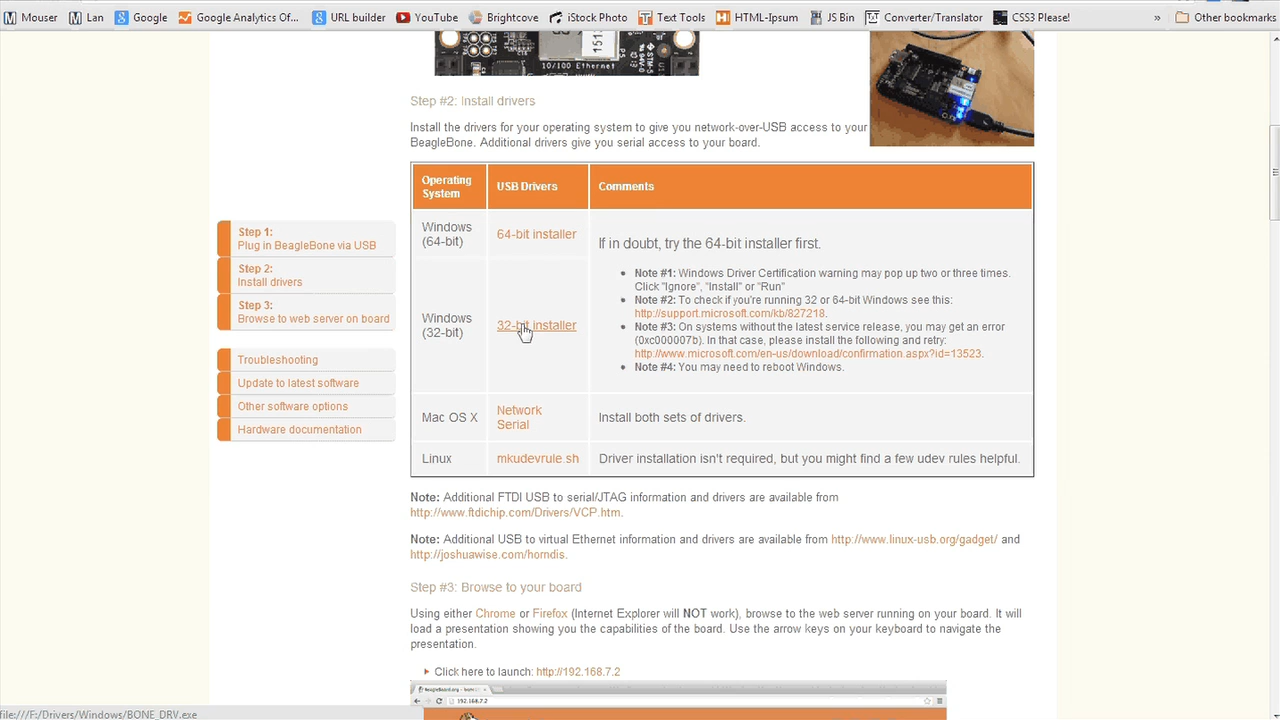 Mouser
Lan
Google
Google Analytics Of...
URL builder
YouTube
Brightcove
iStock Photo
Text Tools
HTML-Ipsum
JS Bin
Converter/Translator
CSS3 Please!
»
Other bookmarks
10/100 Ethernet
Step #2: Install drivers
Install the drivers for your operating system to give you network-over-USB access to your
BeagleBone. Additional drivers give you serial access to your board.
Operating
System
USB Drivers
Comments
Windows
(64-bit)
64-bit installer
If in doubt, try the 64-bit installer first.
Note #1: Windows Driver Certification warning may pop up two or three times.
Click "Ignore", "Install" or "Run"
Note #2: To check if you're running 32 or 64-bit Windows see this:
http://support.microsoft.com/kb/827218.
Note #3: On systems without the latest service release, you may get an error
(0xc000007b). In that case, please install the following and retry:
http://www.microsoft.com/en-us/download/confirmation.aspx?id=13523.
Note #4: You may need to reboot Windows.
Windows
(32-bit)
32-bit installer
Mac OS X
Network
Serial
Install both sets of drivers.
Linux
mkudevrule.sh
Driver installation isn't required, but you might find a few udev rules helpful.
Step 1:
Plug in BeagleBone via USB
Step 2:
Install drivers
Step 3:
Browse to web server on board
Troubleshooting
Update to latest software
Other software options
Hardware documentation
Note: Additional FTDI USB to serial/JTAG information and drivers are available from
http://www.ftdichip.com/Drivers/VCP.htm.
Note: Additional USB to virtual Ethernet information and drivers are available from http://www.linux-usb.org/gadget/ and
http://joshuawise.com/horndis.
Step #3: Browse to your board
Using either Chrome or Firefox (Internet Explorer will NOT work), browse to the web server running on your board. It will
load a presentation showing you the capabilities of the board. Use the arrow keys on your keyboard to navigate the
presentation.
Click here to launch: http://192.168.7.2
192.168.7.2
file:///F:/Drivers/Windows/BONE_DRV.exe